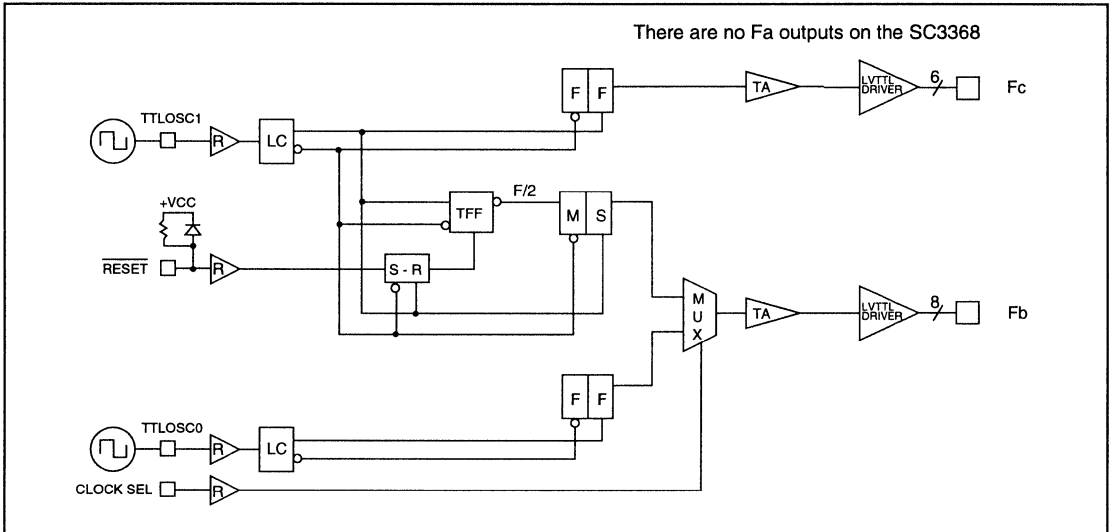 There are no Fa outputs on the SC3368
F F
TA
LVTTL
DRIVER
6
Fc
TTLOSC1
R
LC
+VCC
F/2
TFF
M S
RESET
R
S - R
M
U
X
TA
LVTTL
DRIVER
8
Fb
F F
TTLOSC0
R
LC
CLOCK SEL
R